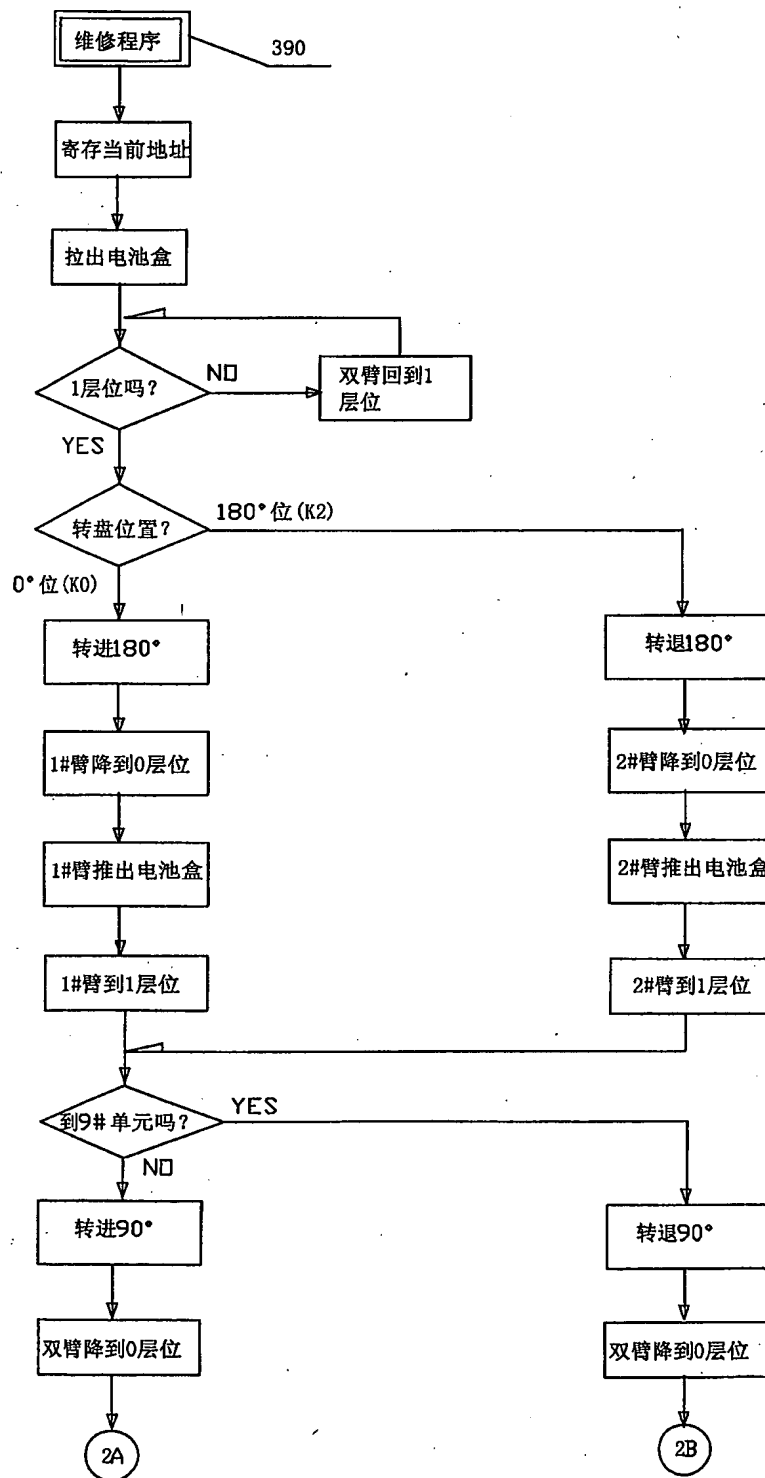 维修程序
390
寄存当前地址
拉出电池盒
1层位吗？
NO
双臂回到1
层位
YES
转盘位置？
180°位(K2)
0°位(K0)
转进180°
转退180°
1#臂降到0层位
2#臂降到0层位
1#臂推出电池盒
2#臂推出电池盒
1#臂到1层位
2#臂到1层位
到9#单元吗？
YES
NO
转进90°
转退90°
双臂降到0层位
双臂降到0层位
2A
2B